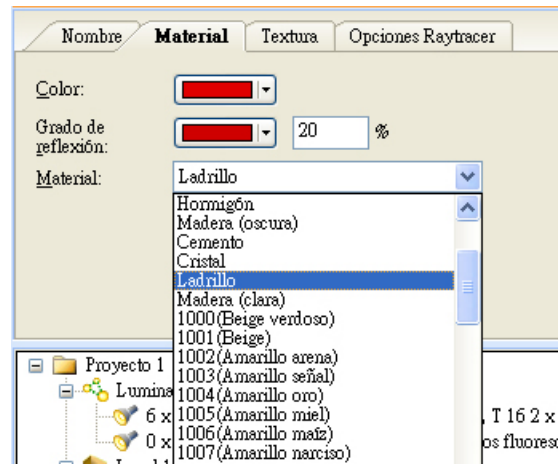 Nombre Material Textura Opciones Raytracer
Color:
Grado de
reflexión:
20 %
Material: Ladrillo
Hormigón
Madera (oscura)
Cemento
Cristal
Ladrillo
Madera (clara)
1000(Beige verdoso)
1001(Beige)
1002(Amarillo arena)
1003(Amarillo señal)
1004(Amarillo oro)
1005(Amarillo miel)
1006(Amarillo maíz)
1007(Amarillo narciso)
Proyecto 1
6 x
, T 16 2 x
0 x